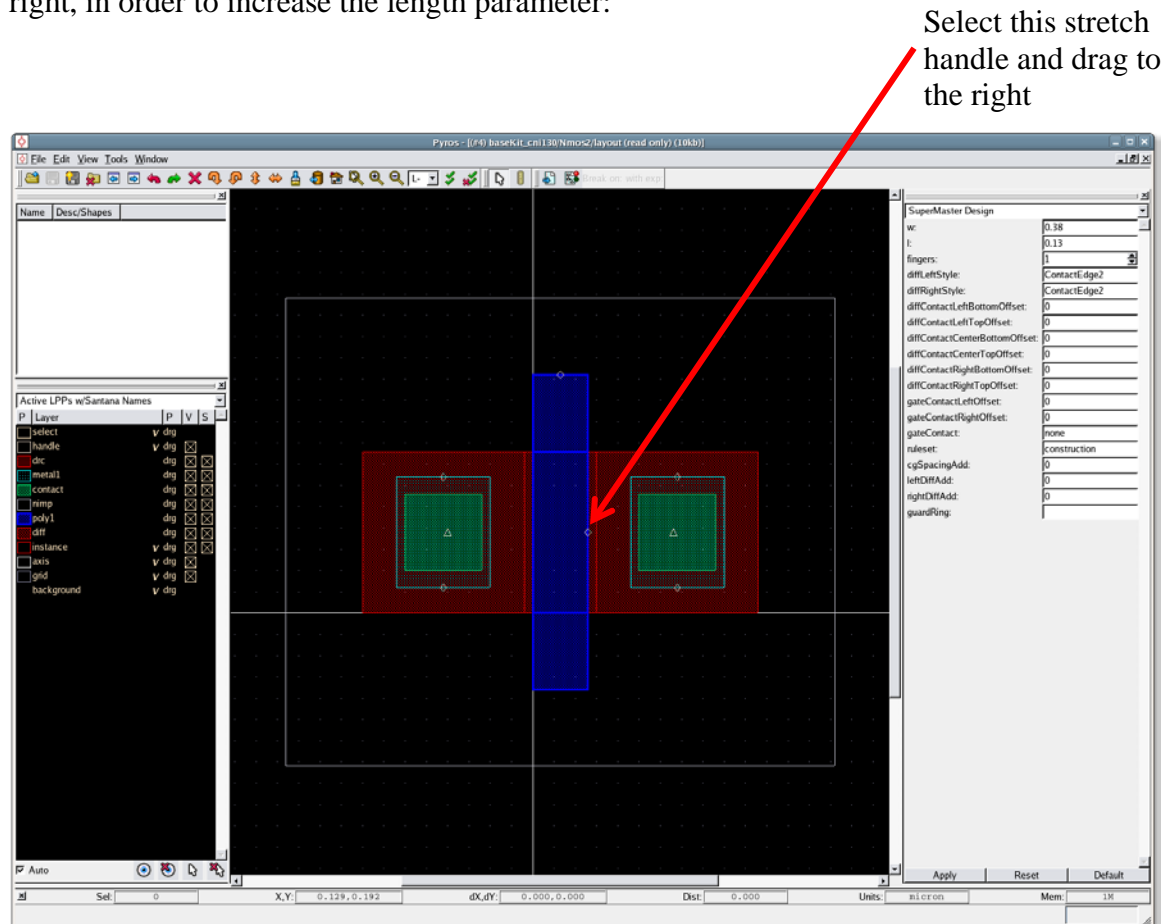 right, in order to increase the length parameter:
Select this stretch
handle and drag to
the right
Pyros - [(#4) baseKit_cni130/Nmos2/layout (read only) (10kb)]
File Edit View Tools Window
L-
Break on: with exp:
Name Desc/Shapes
Active LPPs w/Santana Names
P Layer P V S
select v drg
handle v drg
drc drg
metal1 drg
contact drg
nimp drg
poly1 drg
diff drg
instance v drg
axis v drg
grid v drg
background v drg
Auto
SuperMaster Design
w: 0.38
l: 0.13
fingers: 1
diffLeftStyle: ContactEdge2
diffRightStyle: ContactEdge2
diffContactLeftBottomOffset: 0
diffContactLeftTopOffset: 0
diffContactCenterBottomOffset: 0
diffContactCenterTopOffset: 0
diffContactRightBottomOffset: 0
diffContactRightTopOffset: 0
gateContactLeftOffset: 0
gateContactRightOffset: 0
gateContact: none
ruleset: construction
cgSpacingAdd: 0
leftDiffAdd: 0
rightDiffAdd: 0
guardRing:
Apply Reset Default
Sel: 0 X,Y: 0.129,0.192 dX,dY: 0.000,0.000 Dist: 0.000 Units: micron Mem: 1M